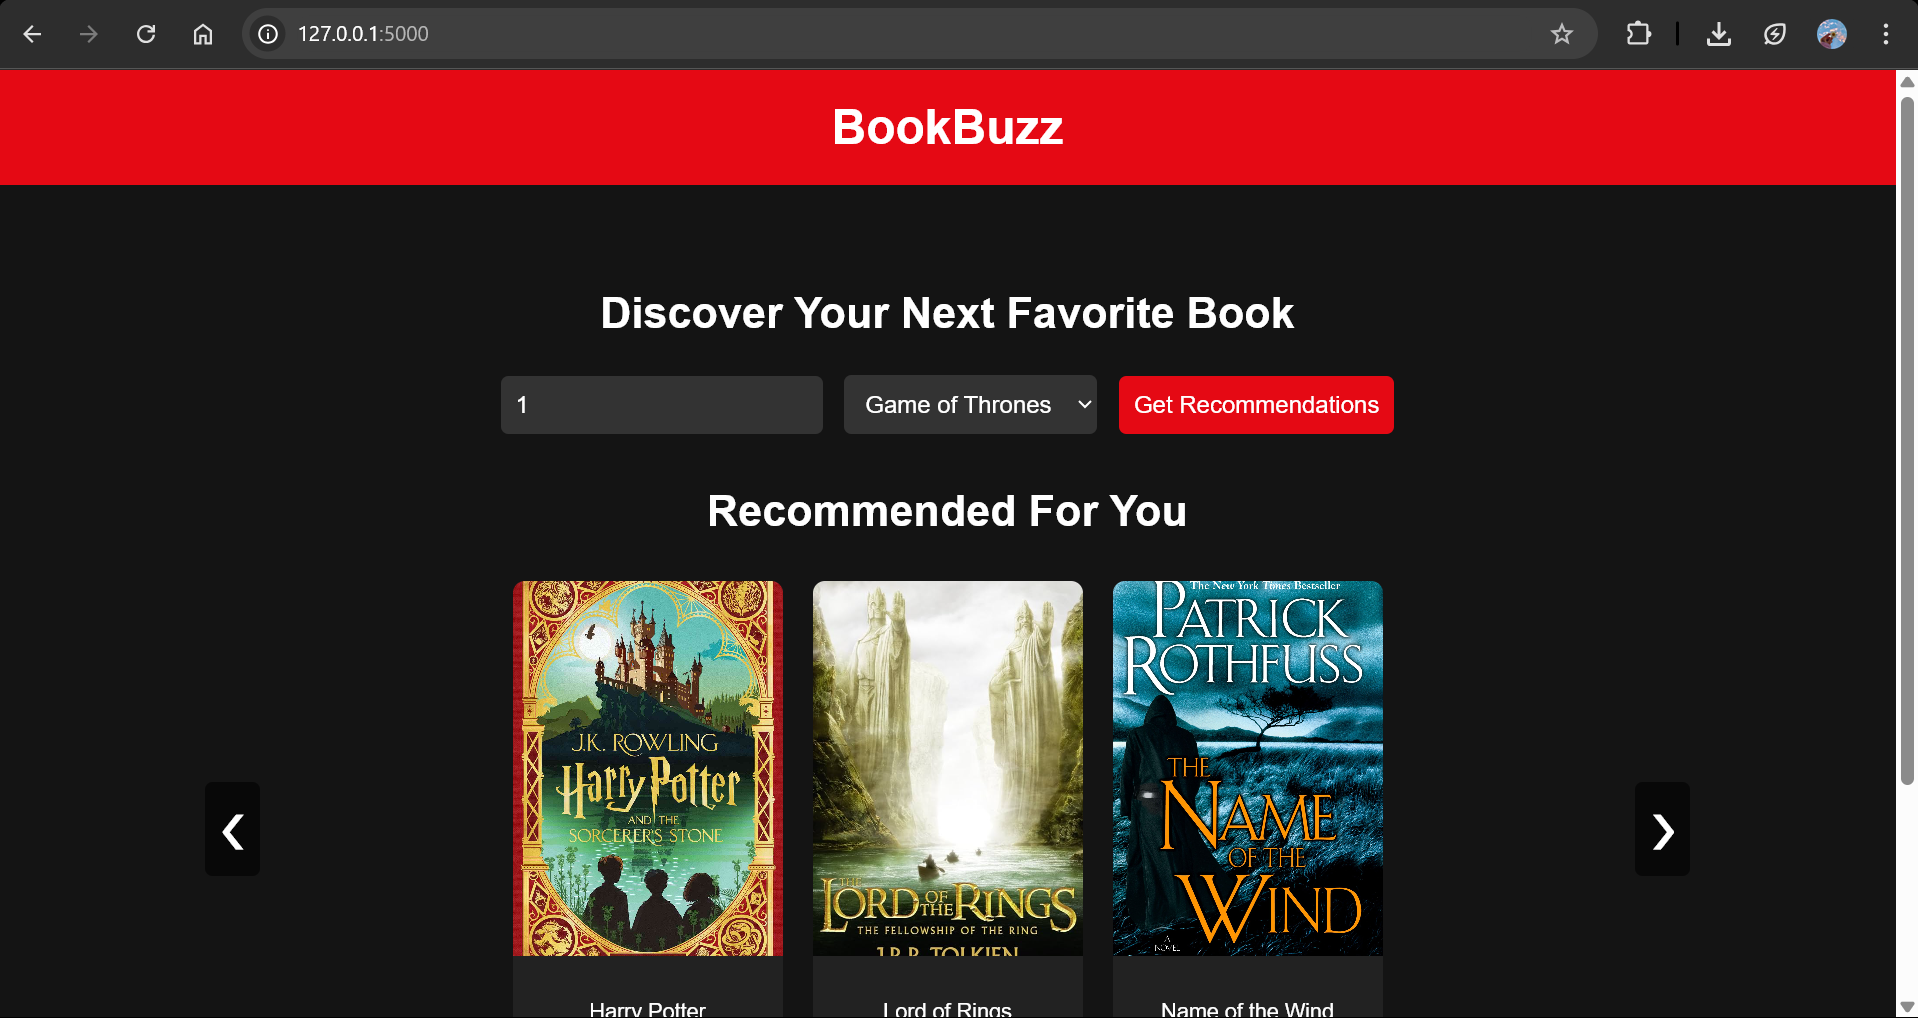 127.0.0.1:5000
BookBuzz
Discover Your Next Favorite Book
1
Game of Thrones
Get Recommendations
Recommended For You
J.K. ROWLING
Harry Potter
AND THE
SORCERER'S STONE
THE
LORD OF THE RINGS
THE FELLOWSHIP OF THE RING
J.R.R. TOLKIEN
The New York Times Bestseller
PATRICK
ROTHFUSS
THE
NAME
OF THE
WIND
A
NOVEL
Harry Potter
Lord of Rings
Name of the Wind